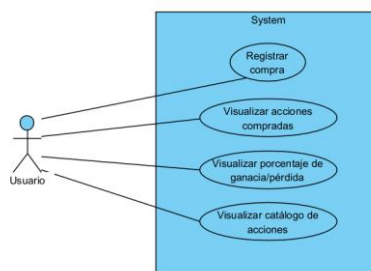 System
Registrar
compra
Visualizar acciones
compradas
Visualizar porcentaje de
ganacia/pérdida
Visualizar catálogo de
acciones
Usuario